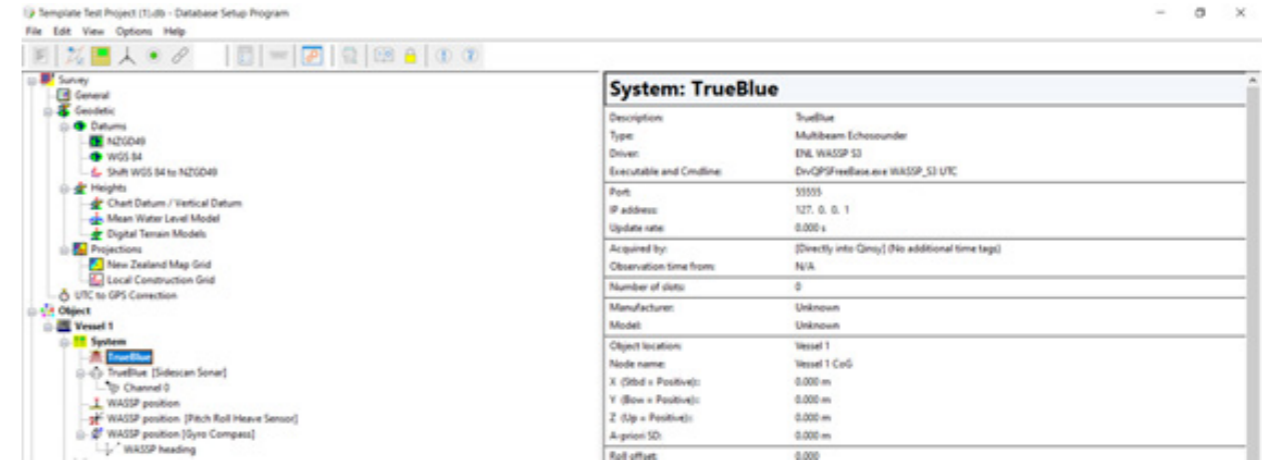 Template Test Project (1).db - Database Setup Program
File Edit View Options Help
Survey
General
Geodetic
Datums
NZGD49
WGS 84
Shift WGS 84 to NZGD49
Heights
Chart Datum / Vertical Datum
Mean Water Level Model
Digital Terrain Models
Projections
New Zealand Map Grid
Local Construction Grid
UTC to GPS Correction
Object
Vessel 1
System
TrueBlue
TrueBlue [Sidescan Sonar]
Channel 0
WASSP position
WASSP position [Pitch Roll Heave Sensor]
WASSP position [Gyro Compass]
WASSP heading
System: TrueBlue
Description: TrueBlue
Type: Multibeam Echosounder
Driver: ENL WASSP S3
Executable and Cmdline: DrvQPSFreeBase.exe WASSP_S3 UTC
Port: 55555
IP address: 127. 0. 0. 1
Update rate: 0.000 s
Acquired by: [Directly into Qinsy] (No additional time tags)
Observation time from: N/A
Number of slots: 0
Manufacturer: Unknown
Model: Unknown
Object location: Vessel 1
Node name: Vessel 1 CoG
X (Stbd = Positive): 0.000 m
Y (Bow = Positive): 0.000 m
Z (Up = Positive): 0.000 m
A-priori SD: 0.000 m
Roll offset: 0.000